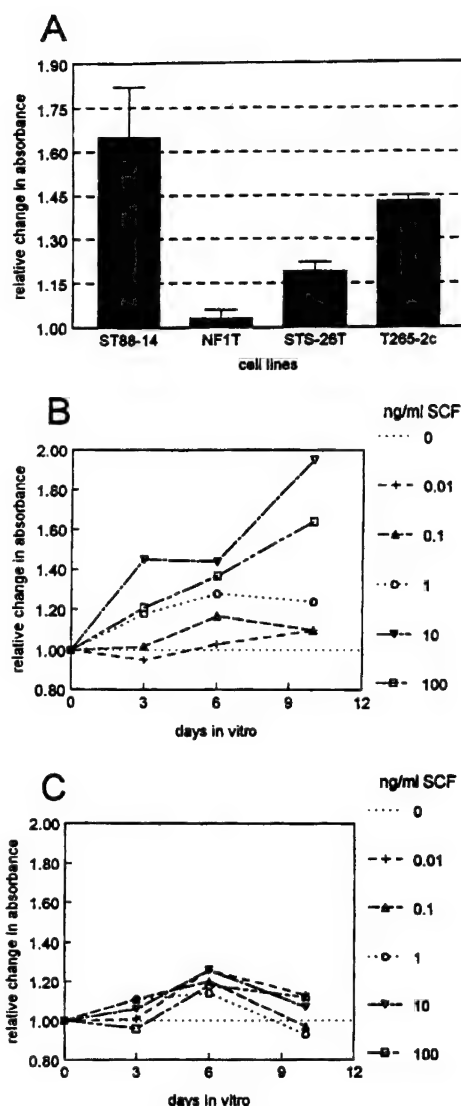 A
relative change in absorbance
1.90
1.75
1.60
1.45
1.30
1.15
1.00
ST88-14 NF1T STS-26T T265-2c
cell lines
B
relative change in absorbance
2.00
1.80
1.60
1.40
1.20
1.00
0.80
0 3 6 9 12
days in vitro
ng/ml SCF
0
0.01
0.1
1
10
100
C
relative change in absorbance
2.00
1.80
1.60
1.40
1.20
1.00
0.80
0 3 6 9 12
days in vitro
ng/ml SCF
0
0.01
0.1
1
10
100